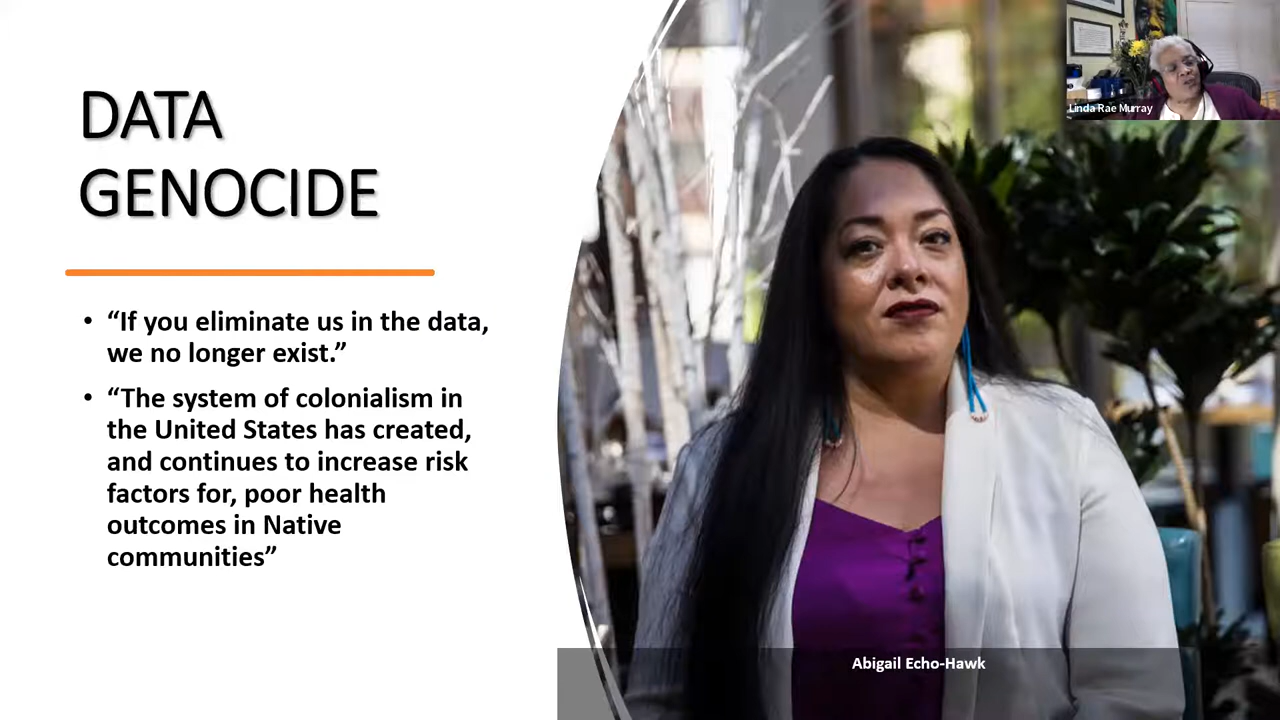 DATA
GENOCIDE
• “If you eliminate us in the data,
we no longer exist.”
• “The system of colonialism in
the United States has created,
and continues to increase risk
factors for, poor health
outcomes in Native
communities”
Linda Rae Murray
Abigail Echo-Hawk